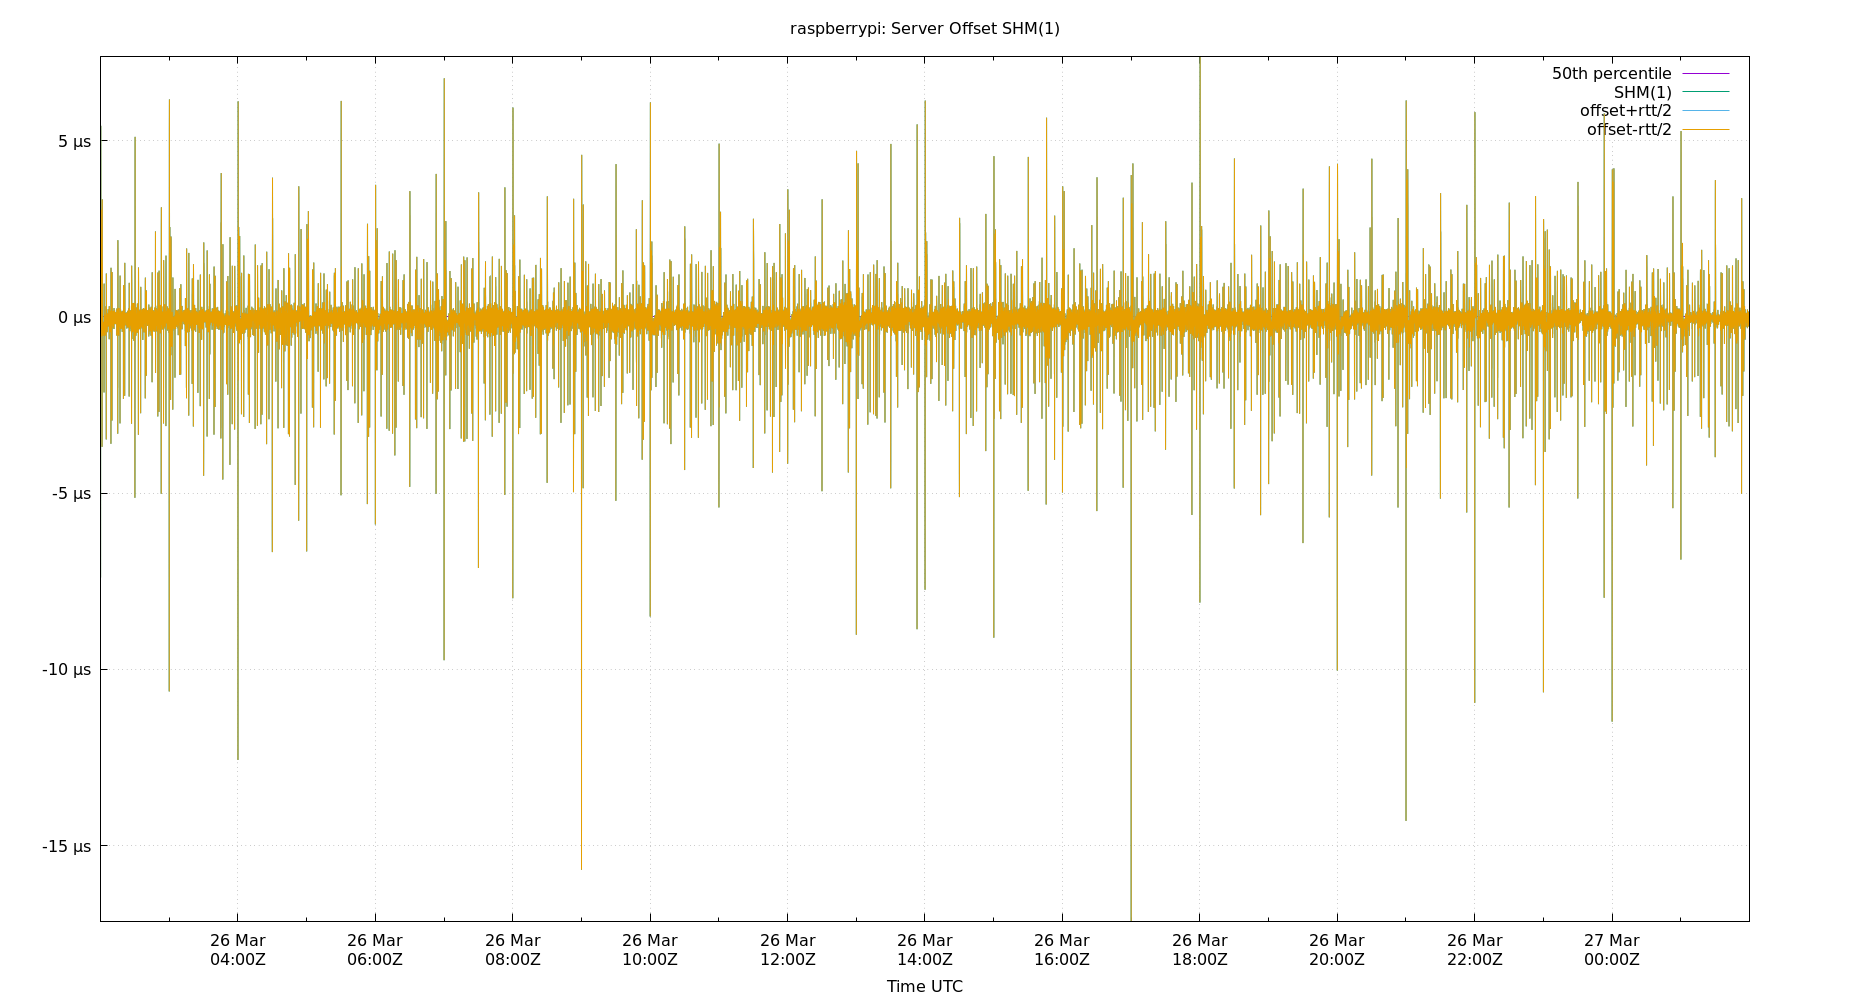 raspberrypi: Server Offset SHM(1)
50th percentile
SHM(1)
offset+rtt/2
offset-rtt/2
5 µs
0 µs
-5 µs
-10 µs
-15 µs
26 Mar 26 Mar 26 Mar 26 Mar 26 Mar 26 Mar 26 Mar 26 Mar 26 Mar 26 Mar 27 Mar
04:00Z 06:00Z 08:00Z 10:00Z 12:00Z 14:00Z 16:00Z 18:00Z 20:00Z 22:00Z 00:00Z
Time UTC